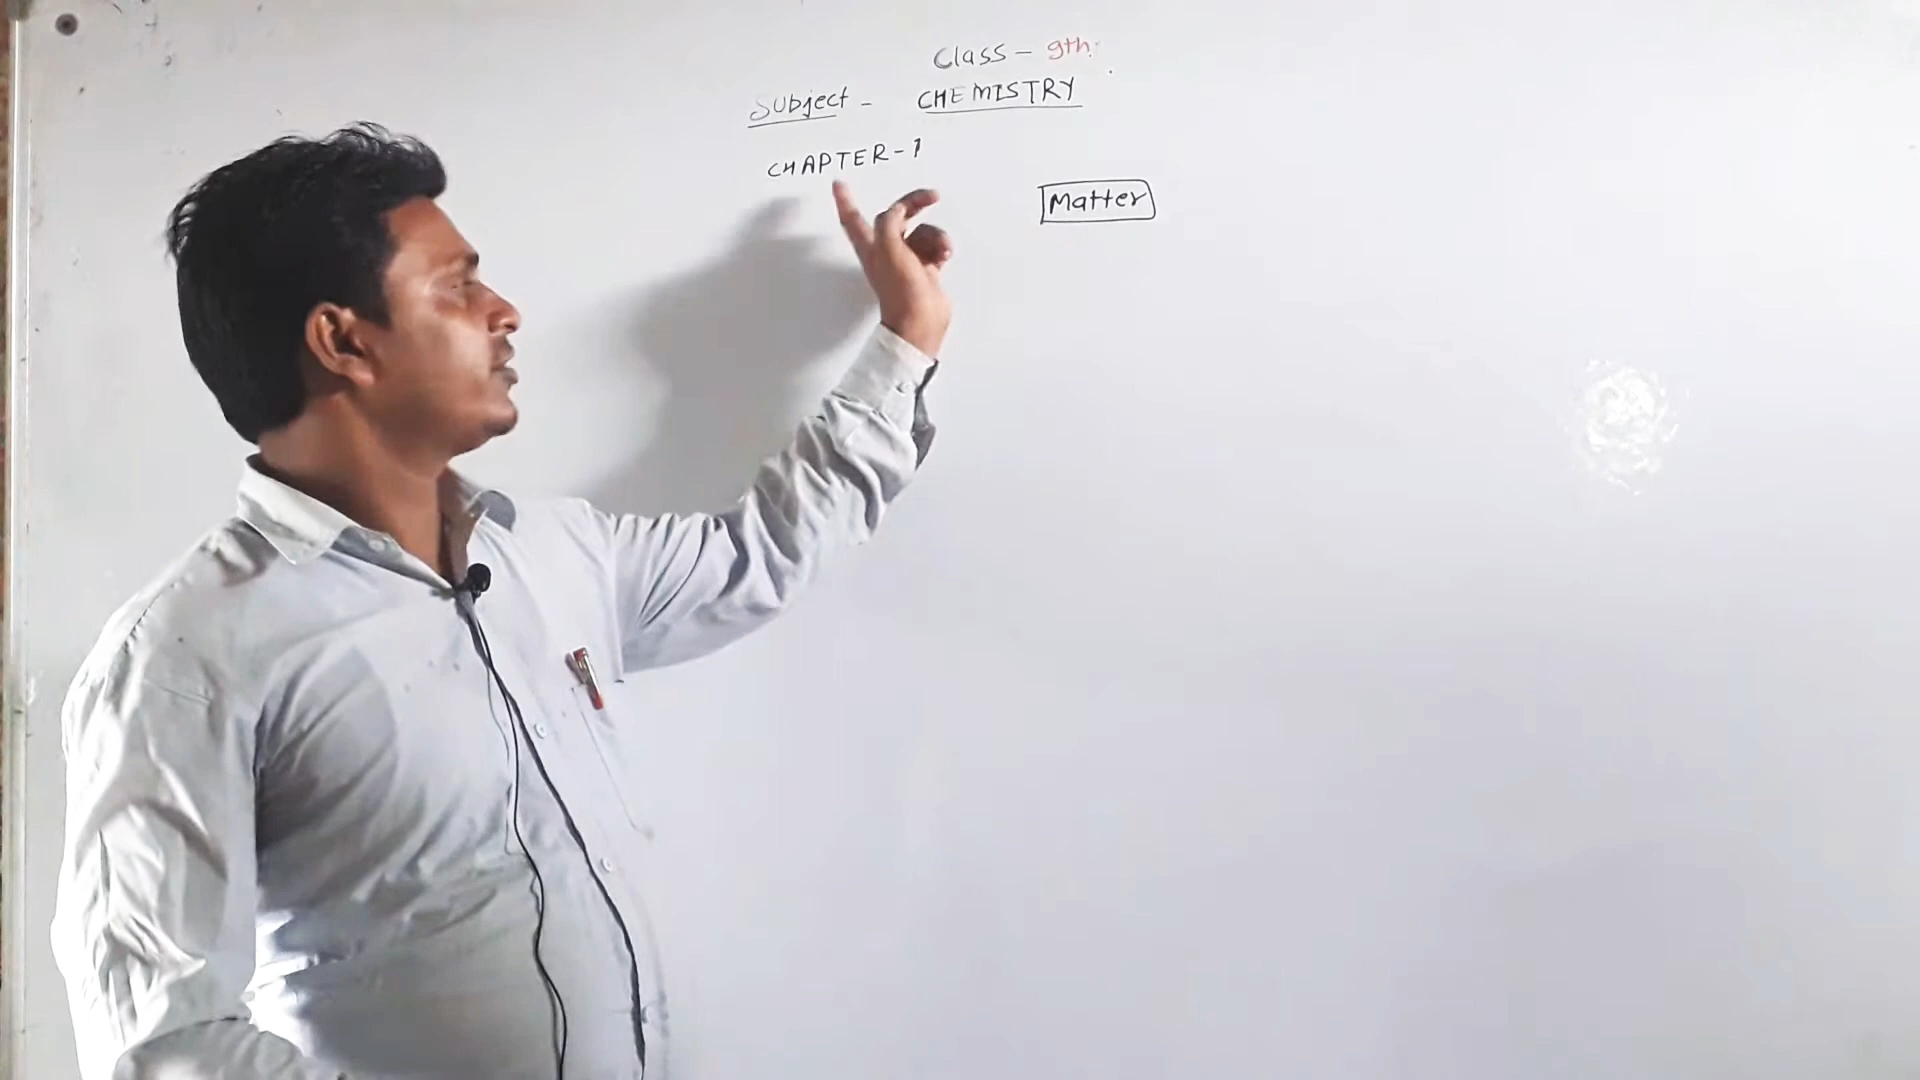 Class - 9th.
Subject - CHEMISTRY
CHAPTER-1
Matter